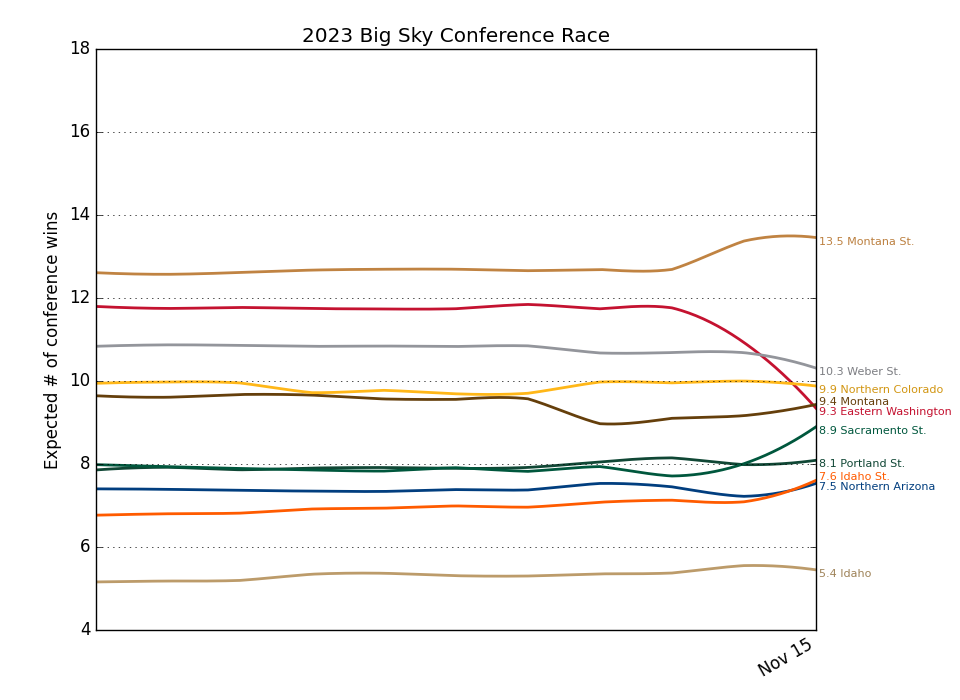 2023 Big Sky Conference Race
Expected # of conference wins
18
16
14
12
10
8
6
4
13.5 Montana St.
10.3 Weber St.
9.9 Northern Colorado
9.4 Montana
9.3 Eastern Washington
8.9 Sacramento St.
8.1 Portland St.
7.6 Idaho St.
7.5 Northern Arizona
5.4 Idaho
Nov 15